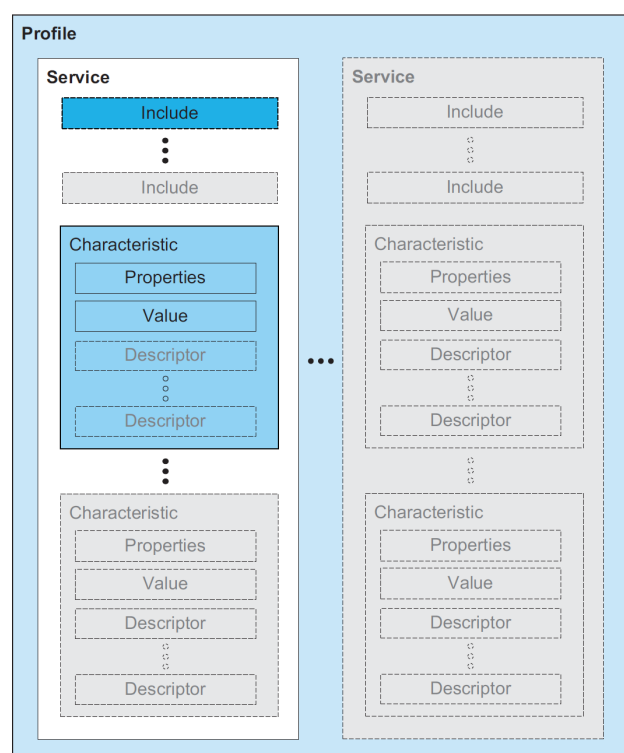 Profile
Service
Include
Include
Characteristic
Properties
Value
Descriptor
Descriptor
Characteristic
Properties
Value
Descriptor
Descriptor
Service
Include
Include
Characteristic
Properties
Value
Descriptor
Descriptor
Characteristic
Properties
Value
Descriptor
Descriptor